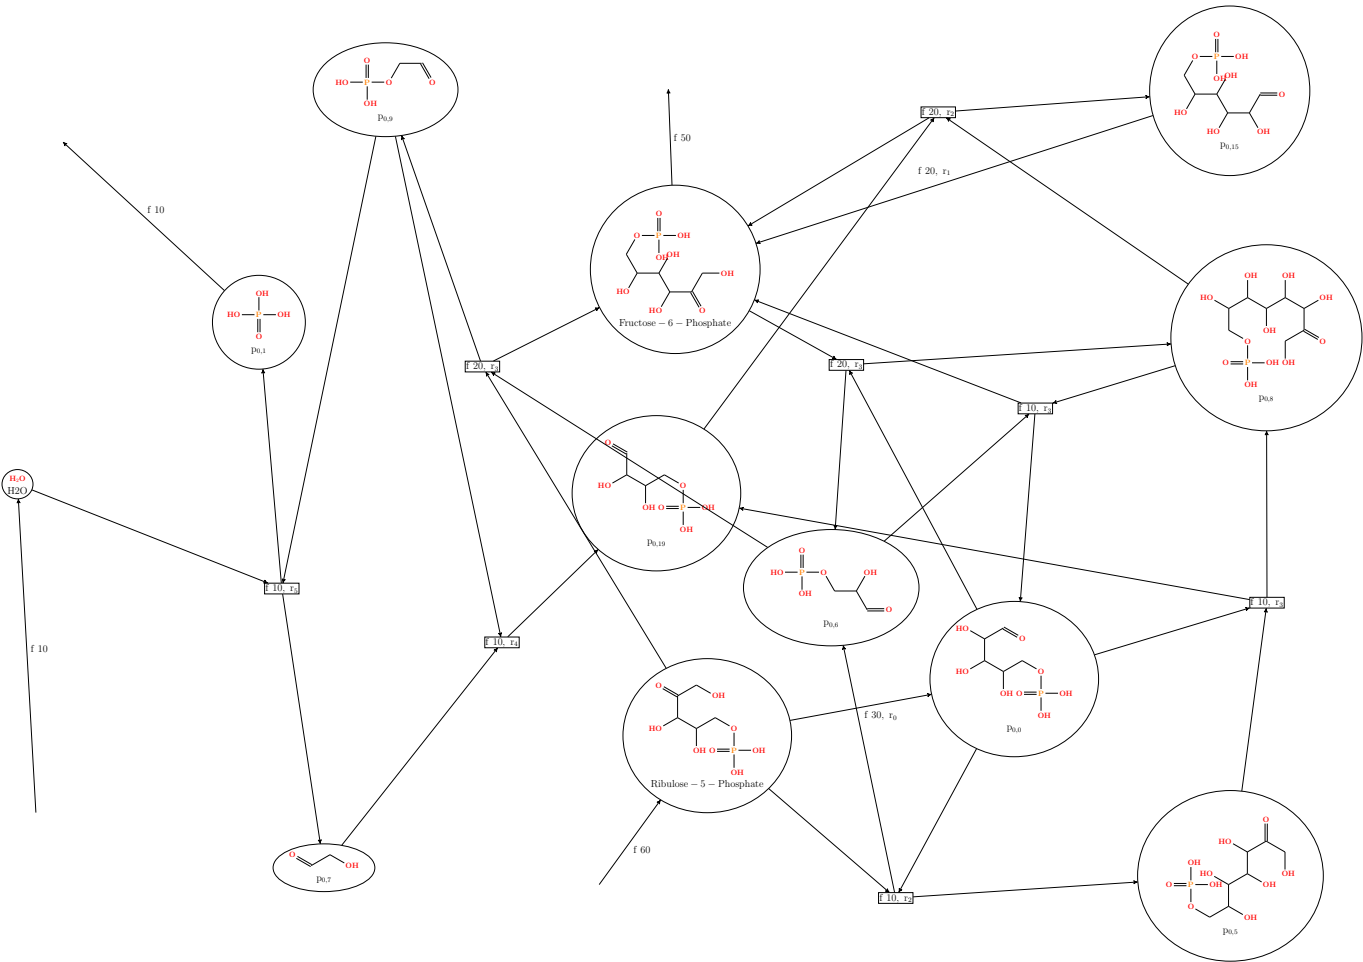 O
HO P O O
OH
p0,9
f 10
f 50
f 20, r2
O
O P OH
OH OH
O
HO
HO OH
p0,15
f 20, r1
O
O P OH
OH OH
OH
HO
HO O
Fructose − 6 − Phosphate
OH
HO P OH
O
p0,1
OH OH
HO OH
OH O
O
O P OH OH
OH
p0,8
f 20, r3
f 20, r3
f 10, r3
O
HO O
OH O P OH
OH
p0,19
H2O
H2O
O
HO P O OH
OH
O
p0,6
f 10, r5
f 10, r3
f 10, r4
f 10
HO
O
HO O
OH O P OH
OH
p0,0
O
OH
HO O
OH O P OH
OH
Ribulose − 5 − Phosphate
f 30, r0
f 60
O
OH
p0,7
f 10, r2
O
HO
OH HO OH
O P OH OH
O OH
p0,5